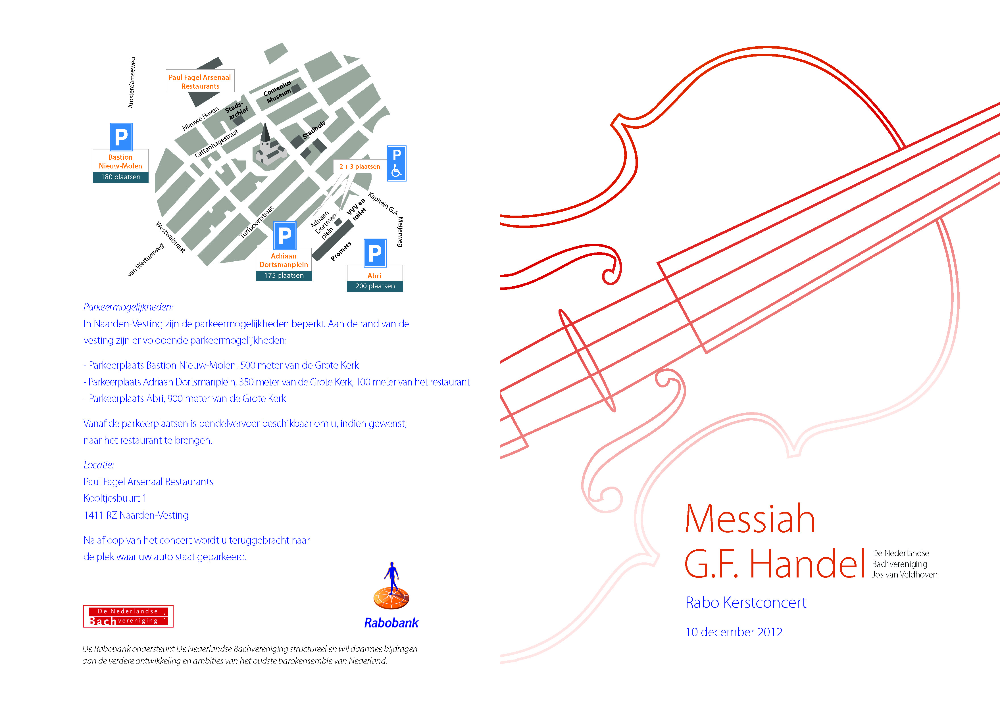 Amsterdamseweg
Paul Fagel Arsenaal
Restaurants
Comenius
Museum
Stads-
archief
Nieuwe Haven
Cattenhagestraat
Stadhuis
P
Bastion
Nieuw-Molen
180 plaatsen
P
2 + 3 plaatsen
Kapitein G.A. Meijerweg
VVV en
toilet
Adriaan
Dortman-
plein
Promers
Turfpoortstraat
Westwalstraat
van Wettumweg
P
Adriaan
Dortsmanplein
175 plaatsen
P
Abri
200 plaatsen
Parkeermogelijkheden:
In Naarden-Vesting zijn de parkeermogelijkheden beperkt. Aan de rand van de
vesting zijn er voldoende parkeermogelijkheden:
- Parkeerplaats Bastion Nieuw-Molen, 500 meter van de Grote Kerk
- Parkeerplaats Adriaan Dortsmanplein, 350 meter van de Grote Kerk, 100 meter van het restaurant
- Parkeerplaats Abri, 900 meter van de Grote Kerk
Vanaf de parkeerplaatsen is pendelvervoer beschikbaar om u, indien gewenst,
naar het restaurant te brengen.
Locatie:
Paul Fagel Arsenaal Restaurants
Kooltjesbuurt 1
1411 RZ Naarden-Vesting
Na afloop van het concert wordt u teruggebracht naar
de plek waar uw auto staat geparkeerd.
De Nederlandse
Bachvereniging
Rabobank
De Rabobank ondersteunt De Nederlandse Bachvereniging structureel en wil daarmee bijdragen
aan de verdere ontwikkeling en ambities van het oudste barokensemble van Nederland.
Messiah
G.F. Handel
De Nederlandse
Bachvereniging
Jos van Veldhoven
Rabo Kerstconcert
10 december 2012